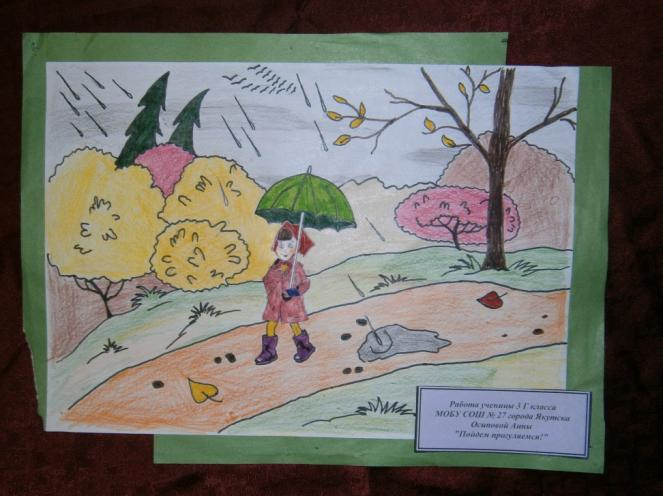 Работа ученицы 3 Г класса
МОБУ СОШ № 27 города Якутска
Осиповой Анны
"Пойдем прогуляемся!"